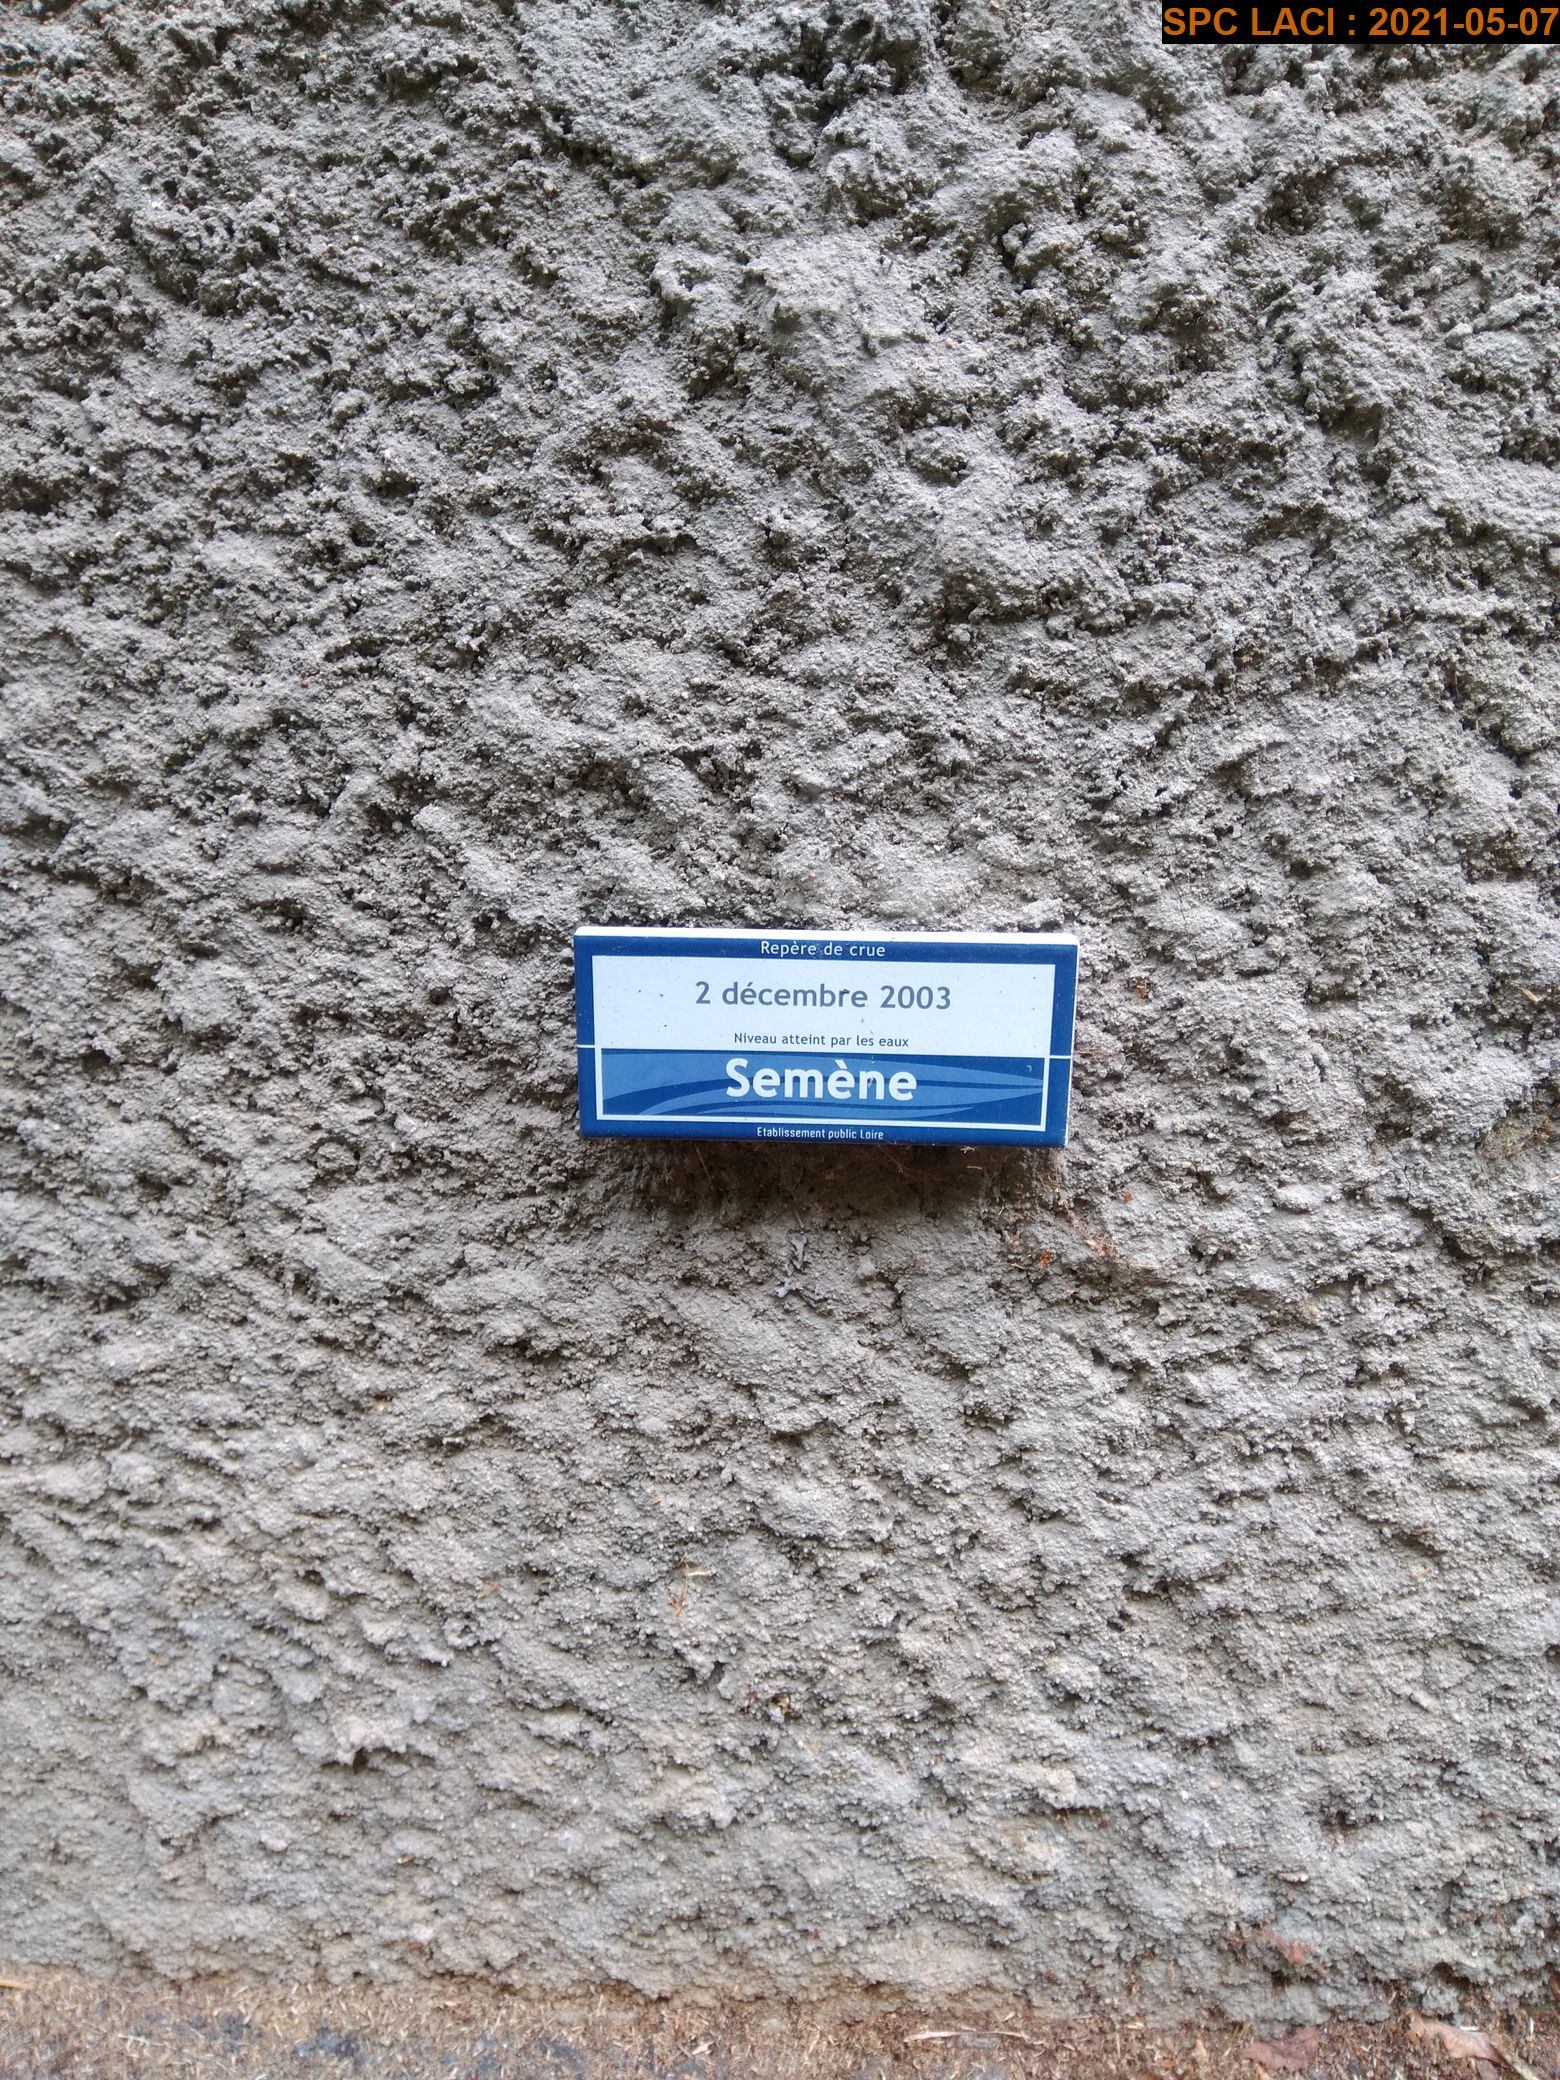 SPC LACI : 2021-05-07
Repère de crue
2 décembre 2003
Niveau atteint par les eaux
Semène
Etablissement public Loire